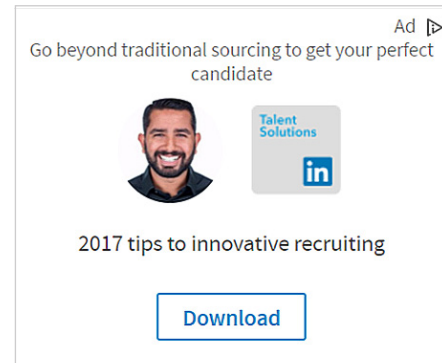 Ad
Go beyond traditional sourcing to get your perfect
candidate
Talent
Solutions
in
2017 tips to innovative recruiting
Download